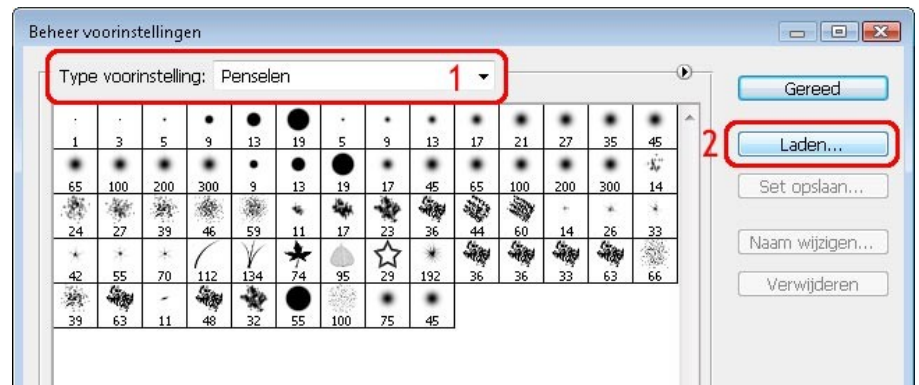 Beheer voorinstellingen
Type voorinstelling: Penselen 1
Gereed
1 3 5 9 13 19 5 9 13 17 21 27 35 45
2 Laden...
65 100 200 300 9 13 19 17 45 65 100 200 300 14
Set opslaan...
24 27 39 46 59 11 17 23 36 44 60 14 26 33
Naam wijzigen...
42 55 70 112 134 74 95 29 192 36 36 33 63 66
Verwijderen
39 63 11 48 32 55 100 75 45